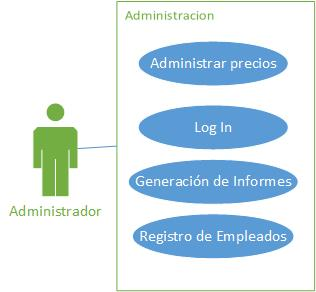 Administracion
Administrar precios
Log In
Generación de Informes
Administrador
Registro de Empleados